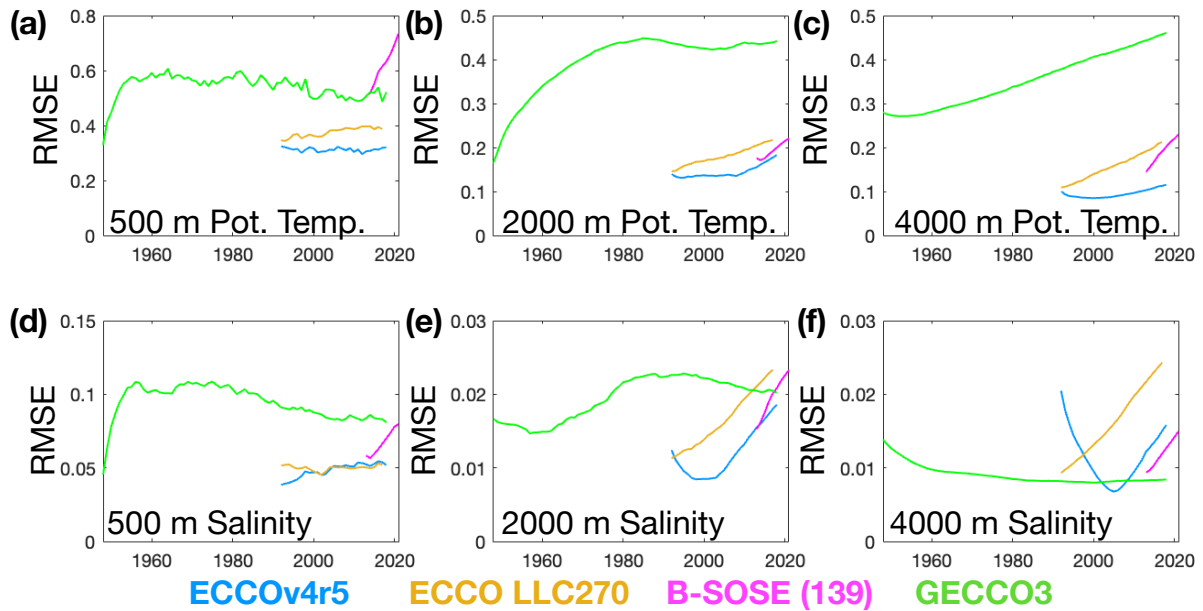 (a)
0.8
0.6
0.4
0.2
0
RMSE
500 m Pot. Temp.
1960 1980 2000 2020
(b)
0.5
0.4
0.3
0.2
0.1
0
RMSE
2000 m Pot. Temp.
1960 1980 2000 2020
(c)
0.5
0.4
0.3
0.2
0.1
0
RMSE
4000 m Pot. Temp.
1960 1980 2000 2020
(d)
0.15
0.1
0.05
0
RMSE
500 m Salinity
1960 1980 2000 2020
(e)
0.03
0.02
0.01
0
RMSE
2000 m Salinity
1960 1980 2000 2020
(f)
0.03
0.02
0.01
0
RMSE
4000 m Salinity
1960 1980 2000 2020
ECCOv4r5 ECCO LLC270 B-SOSE (139) GECCO3